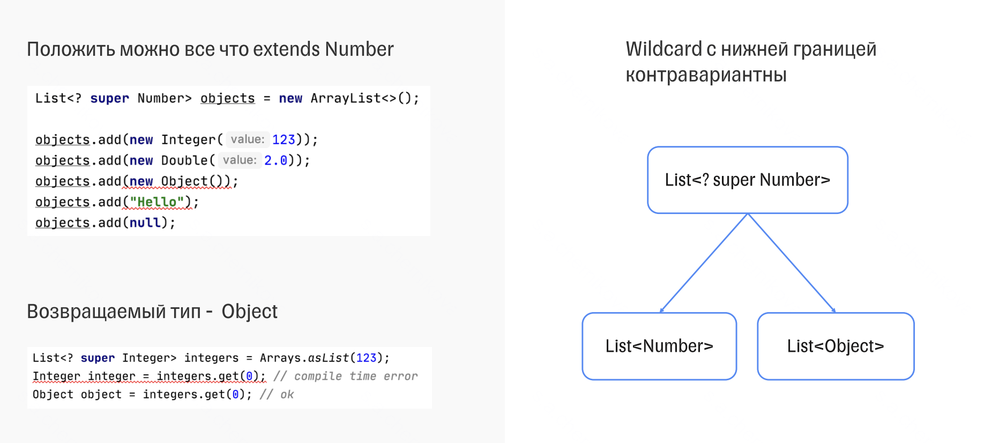 Положить можно все что extends Number
List<? super Number> objects = new ArrayList<>();
objects.add(new Integer( value: 123));
objects.add(new Double( value: 2.0));
objects.add(new Object());
objects.add("Hello");
objects.add(null);
Возвращаемый тип - Object
List<? super Integer> integers = Arrays.asList(123);
Integer integer = integers.get(0); // compile time error
Object object = integers.get(0); // ok
Wildcard с нижней границей
контравариантны
List<? super Number>
List<Number>
List<Object>